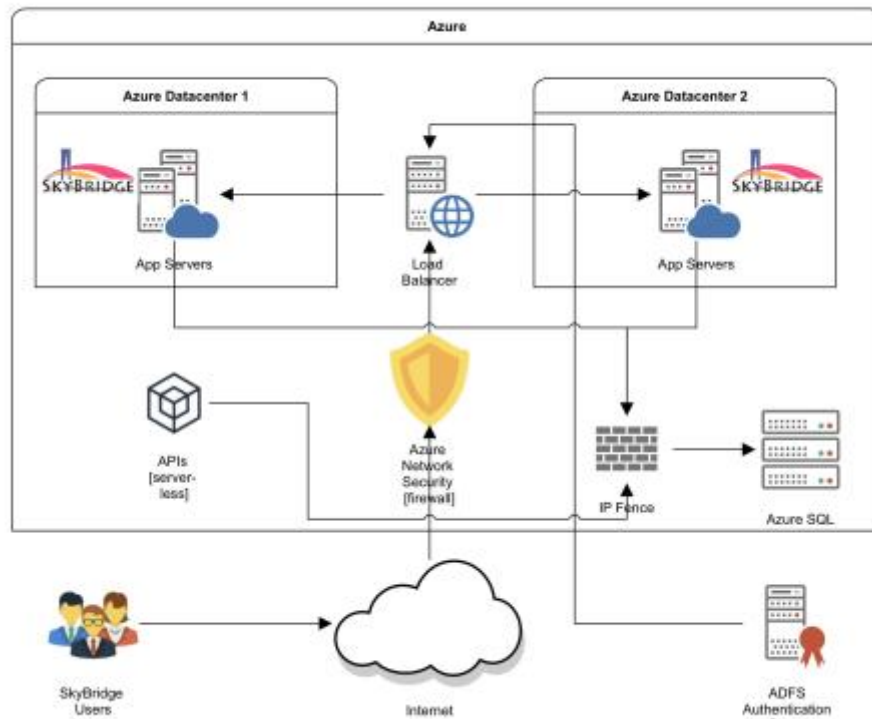 Azure
Azure Datacenter 1
Azure Datacenter 2
SKYBRIDGE
SKYBRIDGE
App Servers
Load
Balancer
App Servers
APIs
[server-
less]
Azure
Network
Security
[firewall]
IP Fence
Azure SQL
SkyBridge
Users
Internet
ADFS
Authentication